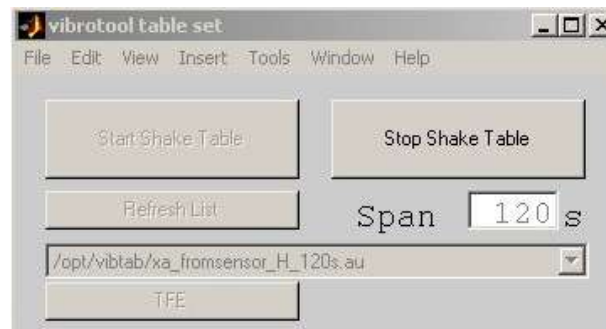 vibrotool table set
File Edit View Insert Tools Window Help
Start Shake Table Stop Shake Table
Refresh List Span 120 s
/opt/vibtab/xa_fromsensor_H_120s.au
TFE